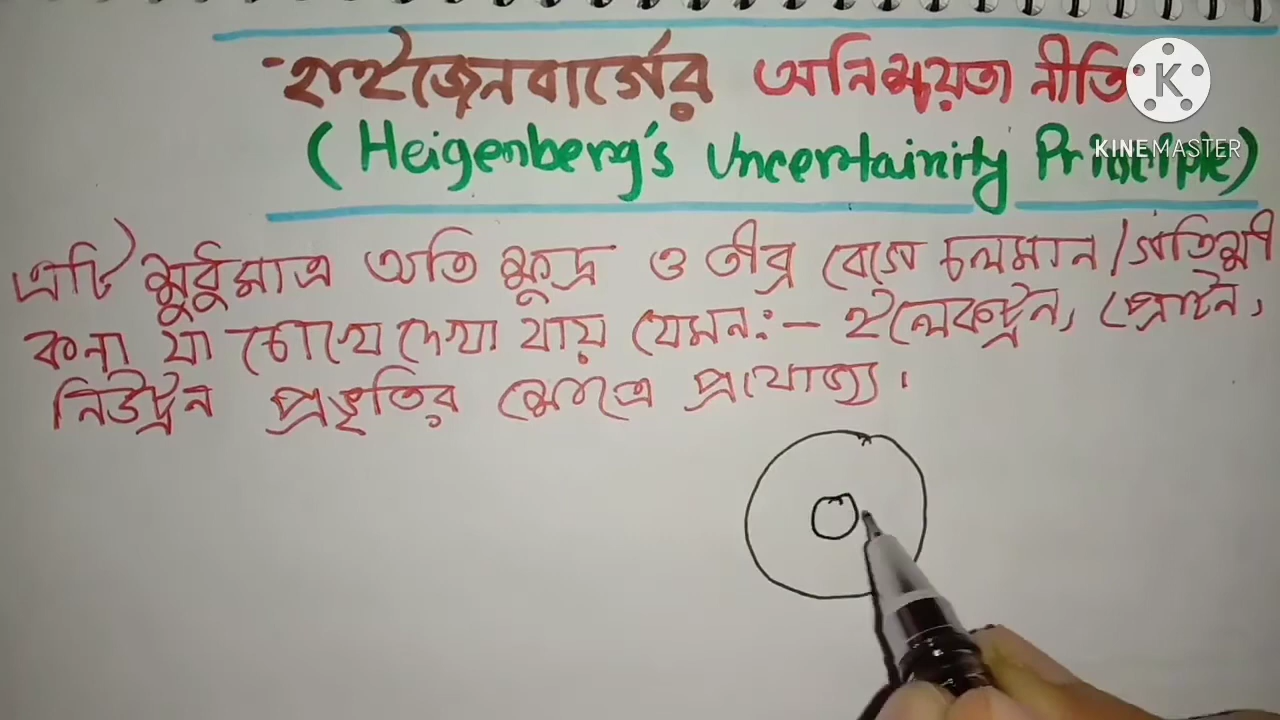 হাইজেনবার্গের অনিশ্চয়তা নীতি
(Heigenberg's Uncertainity Principle)
KINEMASTER
এটি শুধুমাত্র অতি ক্ষুদ্র ও তীব্র বেগে চলমান/গতিশী
কনা যা চোখে দেখা যায় যেমন:- ইলেকট্রন, প্রোটন,
নিউট্রন প্রভৃতির ক্ষেত্রে প্রযোজ্য।